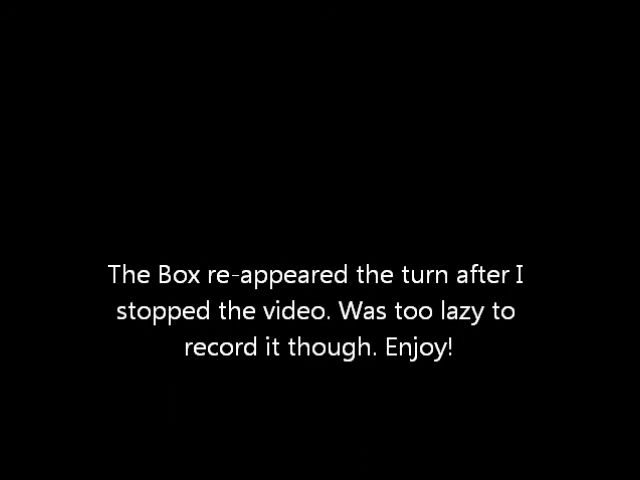 The Box re-appeared the turn after I
stopped the video. Was too lazy to
record it though. Enjoy!